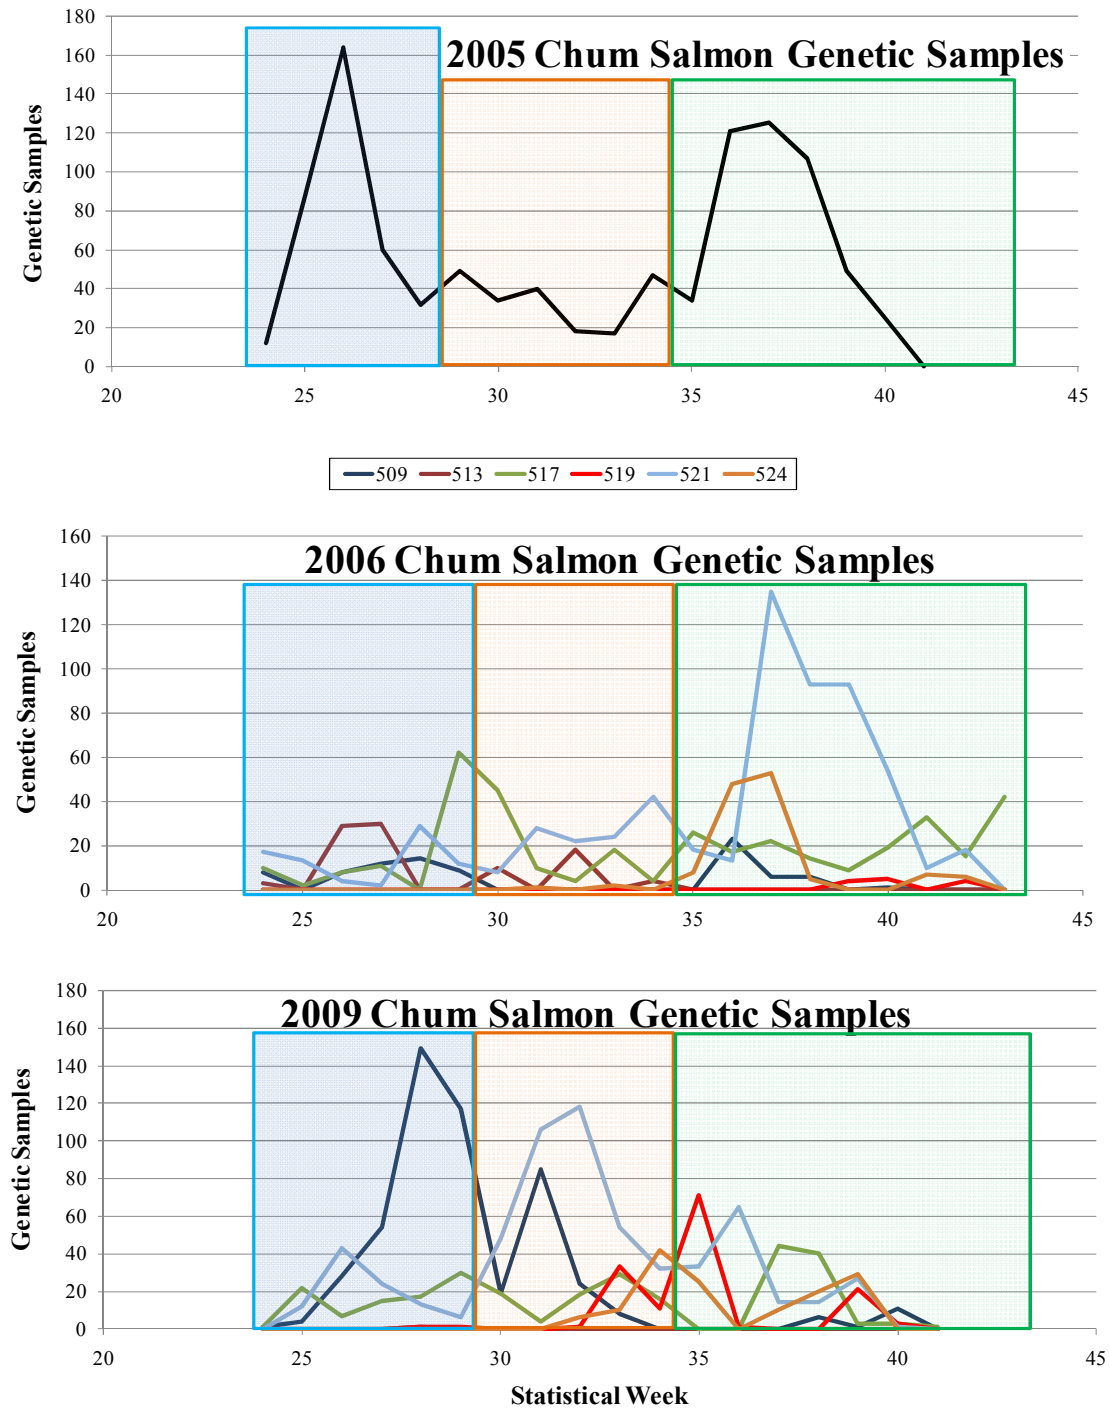 2005 Chum Salmon Genetic Samples
Genetic Samples
180
160
140
120
100
80
60
40
20
0
20 25 30 35 40 45
509 513 517 519 521 524
2006 Chum Salmon Genetic Samples
Genetic Samples
160
140
120
100
80
60
40
20
0
20 25 30 35 40 45
2009 Chum Salmon Genetic Samples
Genetic Samples
180
160
140
120
100
80
60
40
20
0
20 25 30 35 40 45
Statistical Week